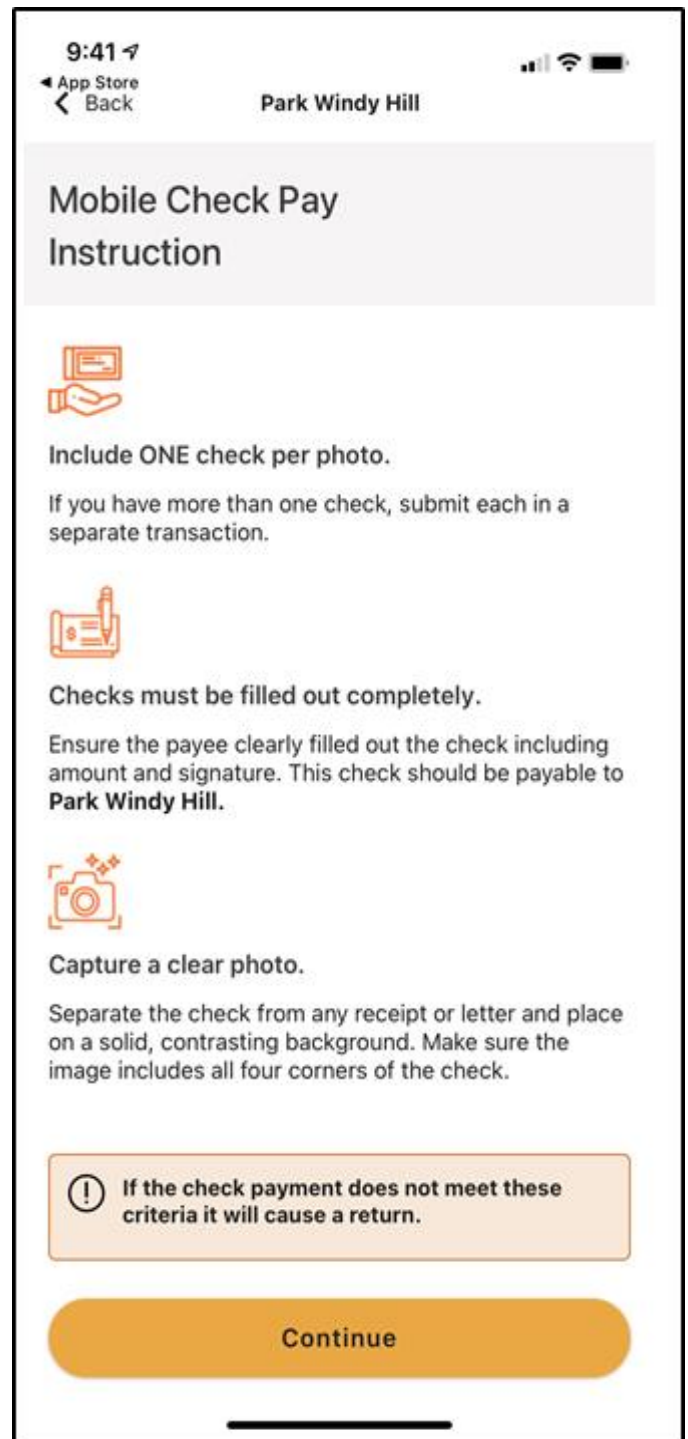 9:41
App Store
Back
Park Windy Hill
Mobile Check Pay
Instruction
Include ONE check per photo.
If you have more than one check, submit each in a
separate transaction.
$
Checks must be filled out completely.
Ensure the payee clearly filled out the check including
amount and signature. This check should be payable to
Park Windy Hill.
Capture a clear photo.
Separate the check from any receipt or letter and place
on a solid, contrasting background. Make sure the
image includes all four corners of the check.
! If the check payment does not meet these
criteria it will cause a return.
Continue